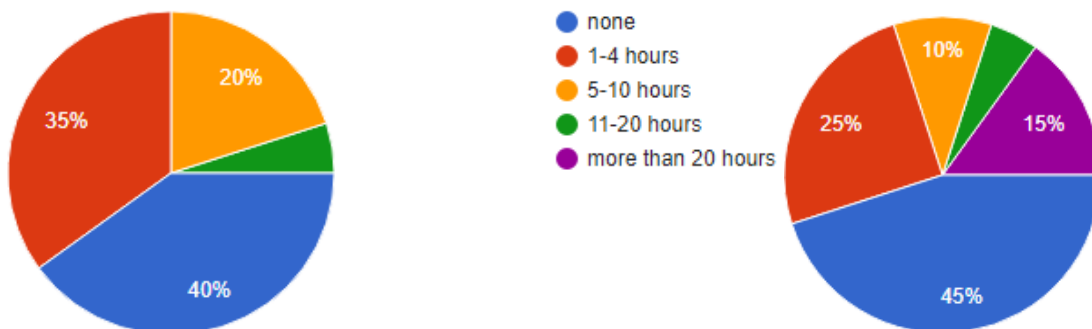 20%
35%
40%
none
1-4 hours
5-10 hours
11-20 hours
more than 20 hours
10%
25%
15%
45%